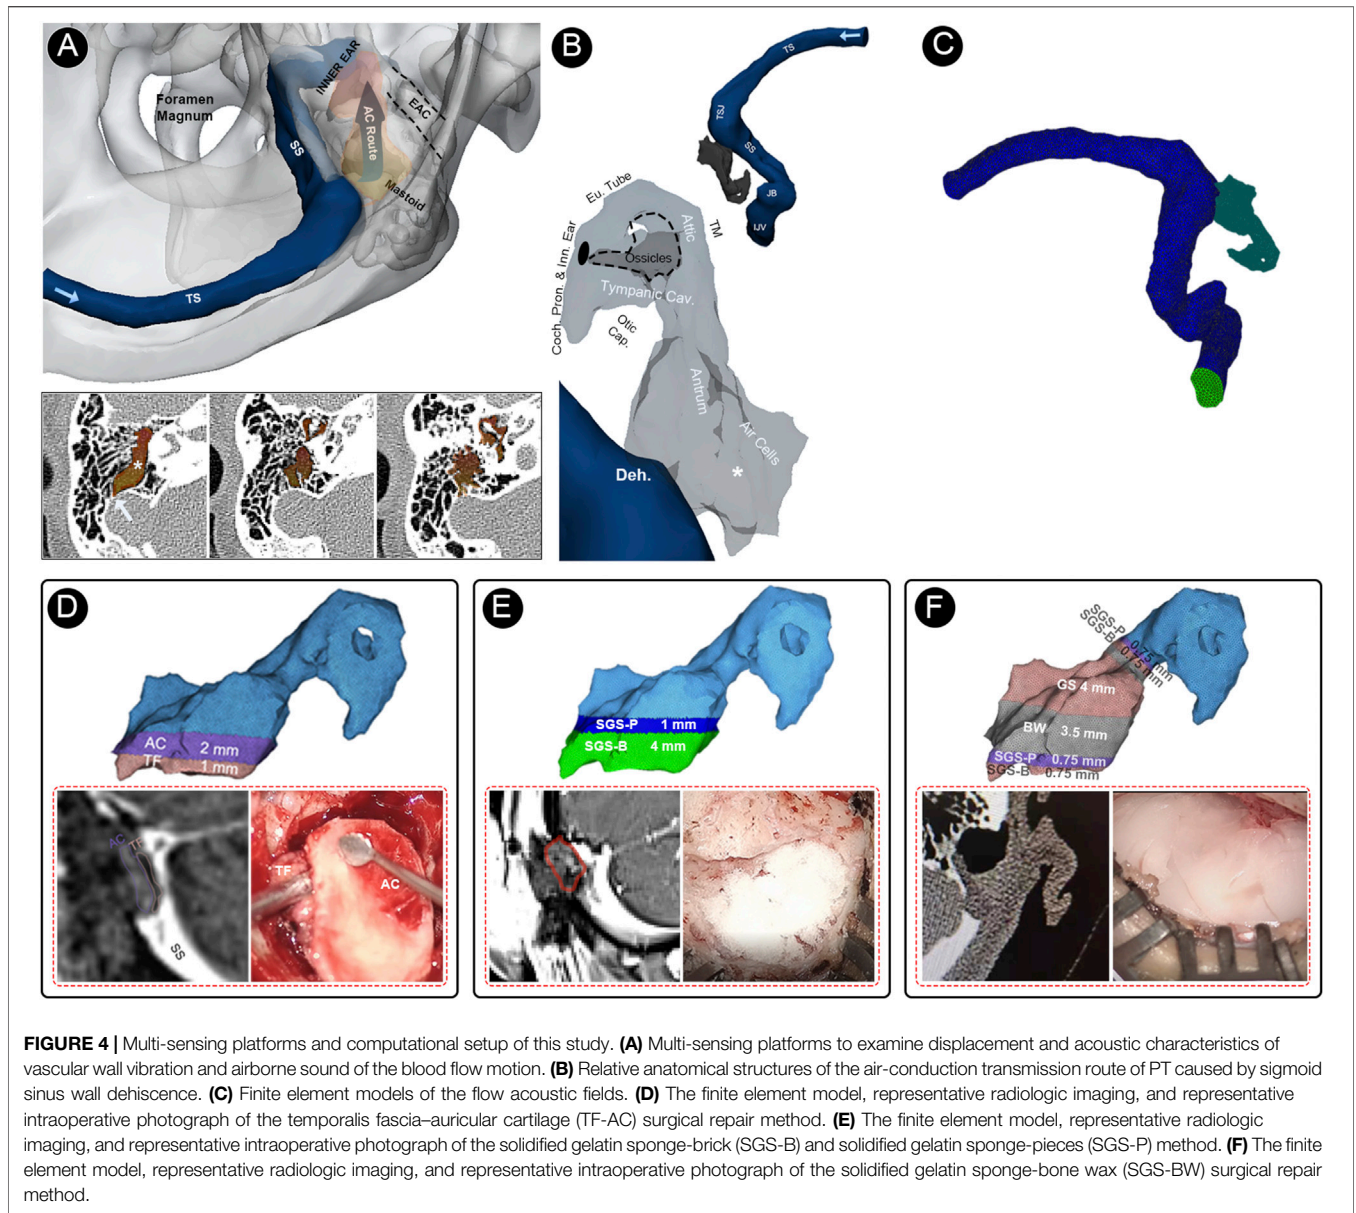 A
INNER EAR
Foramen
Magnum
EAC
AC Route
SS
Mastoid
TS
*
B
TS
TSJ
SS
JB
IJV
Eu. Tube
Attic
TM
Coch. Pron. & Inn. Ear
Ossicles
Tympanic Cav.
Otic
Cap.
Antrum
Air Cells
Deh.
*
C
D
AC 2 mm
TF 1 mm
AC
TF
SS
TF
AC
E
SGS-P 1 mm
SGS-B 4 mm
F
SGS-P 0.75 mm
SGS-B 0.75 mm
GS 4 mm
BW 3.5 mm
SGS-P 0.75 mm
SGS-B 0.75 mm
FIGURE 4 | Multi-sensing platforms and computational setup of this study. (A) Multi-sensing platforms to examine displacement and acoustic characteristics of
vascular wall vibration and airborne sound of the blood flow motion. (B) Relative anatomical structures of the air-conduction transmission route of PT caused by sigmoid
sinus wall dehiscence. (C) Finite element models of the flow acoustic fields. (D) The finite element model, representative radiologic imaging, and representative
intraoperative photograph of the temporalis fascia–auricular cartilage (TF-AC) surgical repair method. (E) The finite element model, representative radiologic
imaging, and representative intraoperative photograph of the solidified gelatin sponge-brick (SGS-B) and solidified gelatin sponge-pieces (SGS-P) method. (F) The finite
element model, representative radiologic imaging, and representative intraoperative photograph of the solidified gelatin sponge-bone wax (SGS-BW) surgical repair
method.